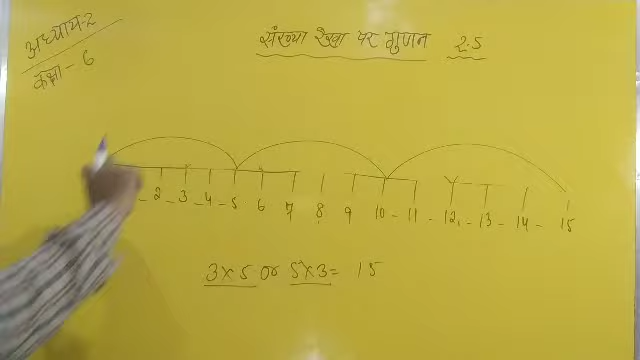 अध्याय-2
कक्षा - 6
संख्या रेखा पर गुणन 2.5
2 - 3 - 4 - 5 6 7 8 9 10 - 11 - 12 - 13 - 14 - 15
3×5 or 5×3= 15